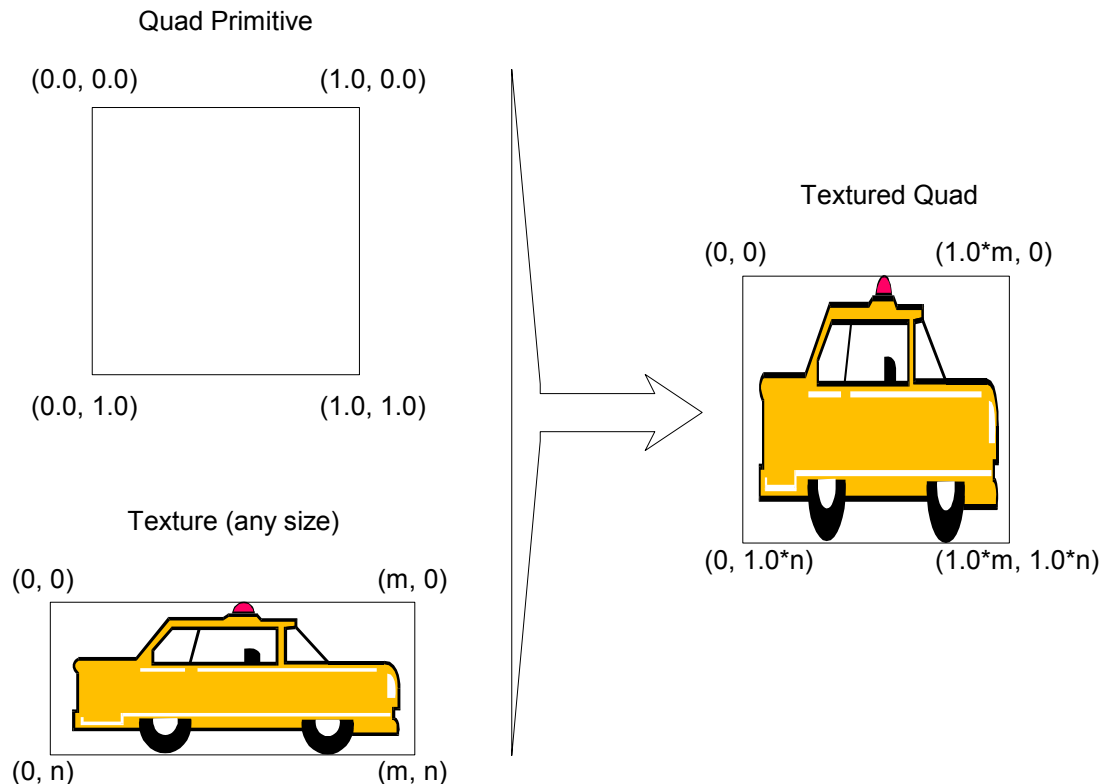 Quad Primitive
(0.0, 0.0) (1.0, 0.0)
(0.0, 1.0) (1.0, 1.0)
Texture (any size)
(0, 0) (m, 0)
(0, n) (m, n)
Textured Quad
(0, 0) (1.0*m, 0)
(0, 1.0*n) (1.0*m, 1.0*n)